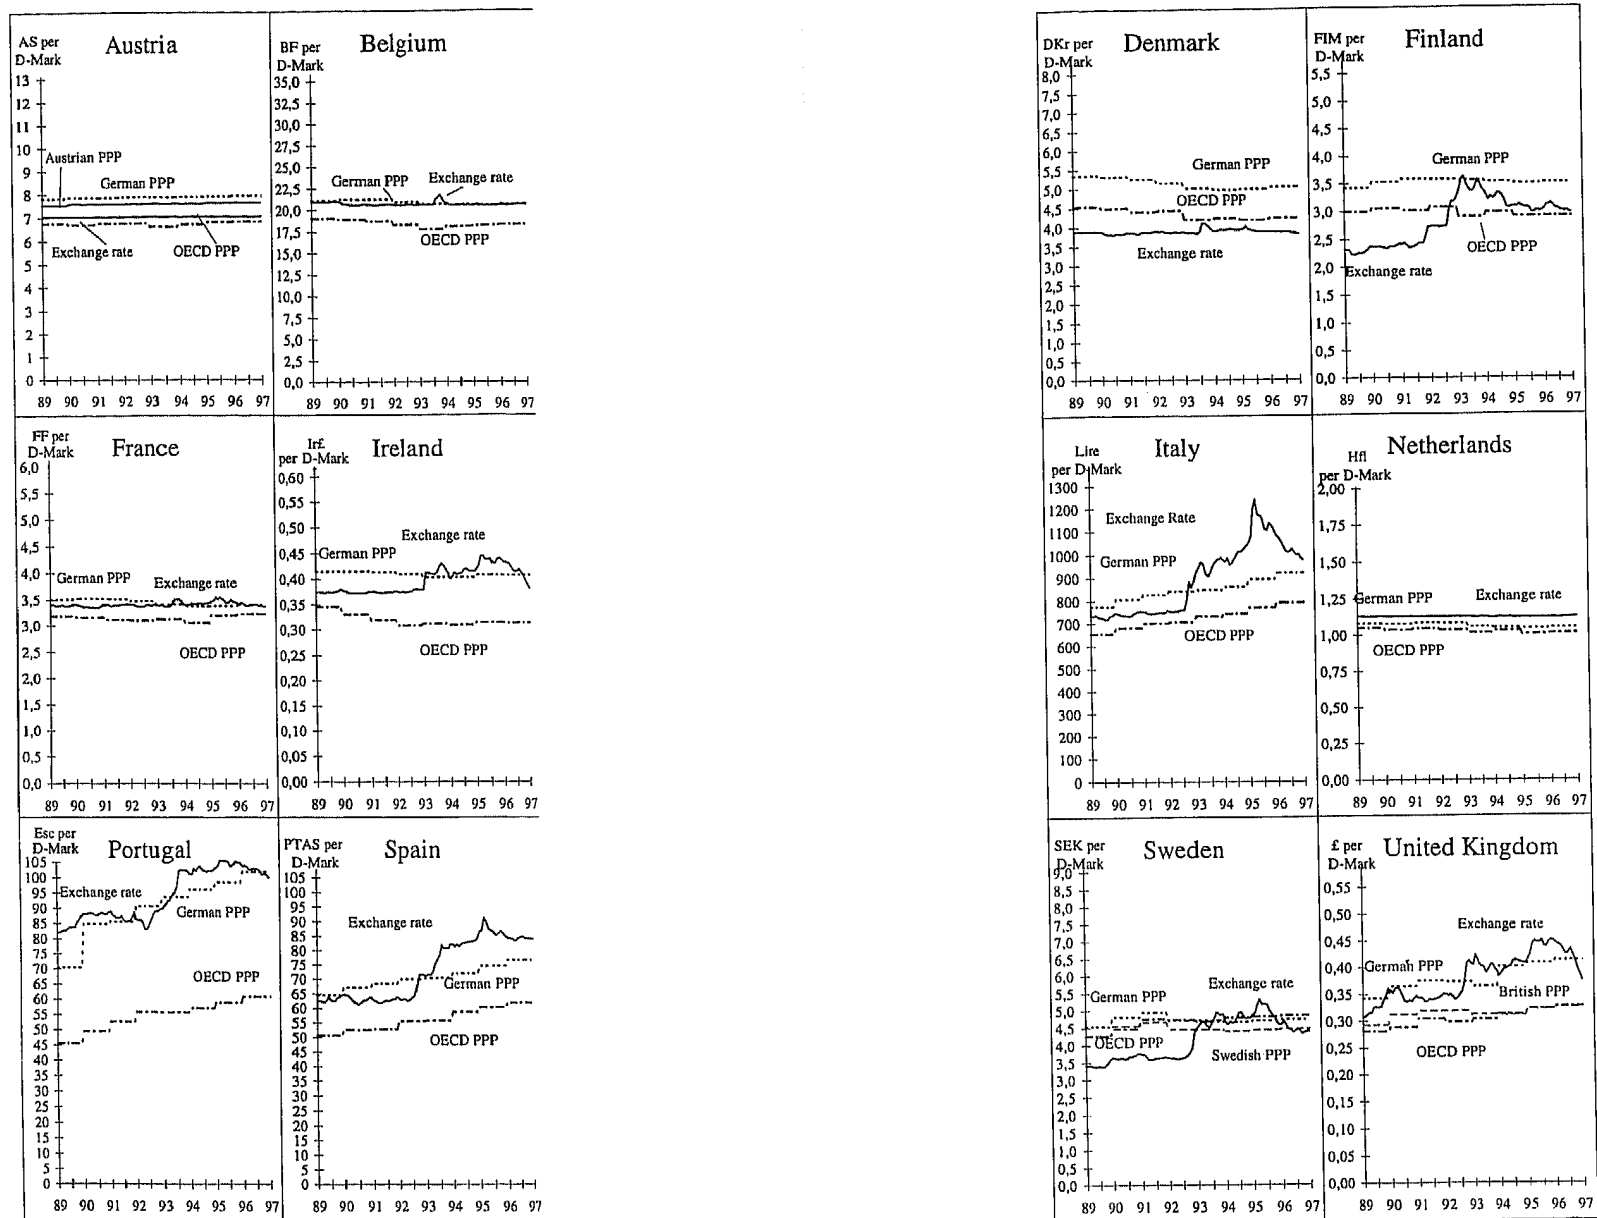 AS per
D-Mark
Austria
13
12
11
10
9
8
7
6
5
4
3
2
1
0
Austrian PPP
German PPP
Exchange rate
OECD PPP
89 90 91 92 93 94 95 96 97
BF per
D-Mark
Belgium
35,0
32,5
30,0
27,5
25,0
22,5
20,0
17,5
15,0
12,5
10,0
7,5
5,0
2,5
0,0
German PPP
Exchange rate
OECD PPP
89 90 91 92 93 94 95 96 97
DKr per
D-Mark
Denmark
8,0
7,5
7,0
6,5
6,0
5,5
5,0
4,5
4,0
3,5
3,0
2,5
2,0
1,5
1,0
0,5
0,0
German PPP
OECD PPP
Exchange rate
89 90 91 92 93 94 95 96 97
FIM per
D-Mark
Finland
5,5
5,0
4,5
4,0
3,5
3,0
2,5
2,0
1,5
1,0
0,5
0,0
German PPP
OECD PPP
Exchange rate
89 90 91 92 93 94 95 96 97
FF per
D-Mark
France
6,0
5,5
5,0
4,5
4,0
3,5
3,0
2,5
2,0
1,5
1,0
0,5
0,0
German PPP
Exchange rate
OECD PPP
89 90 91 92 93 94 95 96 97
Ir£
per D-Mark
Ireland
0,60
0,55
0,50
0,45
0,40
0,35
0,30
0,25
0,20
0,15
0,10
0,05
0,00
Exchange rate
German PPP
OECD PPP
89 90 91 92 93 94 95 96 97
Lire
per D-Mark
Italy
1300
1200
1100
1000
900
800
700
600
500
400
300
200
100
0
Exchange Rate
German PPP
OECD PPP
89 90 91 92 93 94 95 96 97
Hfl
per D-Mark
Netherlands
2,00
1,75
1,50
1,25
1,00
0,75
0,50
0,25
0,00
German PPP
Exchange rate
OECD PPP
89 90 91 92 93 94 95 96 97
Esc per
D-Mark
Portugal
105
100
95
90
85
80
75
70
65
60
55
50
45
40
35
30
25
20
15
10
5
0
Exchange rate
German PPP
OECD PPP
89 90 91 92 93 94 95 96 97
PTAS per
D-Mark
Spain
105
100
95
90
85
80
75
70
65
60
55
50
45
40
35
30
25
20
15
10
5
0
Exchange rate
German PPP
OECD PPP
89 90 91 92 93 94 95 96 97
SEK per
D-Mark
Sweden
9,0
8,5
8,0
7,5
7,0
6,5
6,0
5,5
5,0
4,5
4,0
3,5
3,0
2,5
2,0
1,5
1,0
0,5
0,0
Exchange rate
German PPP
OECD PPP
Swedish PPP
89 90 91 92 93 94 95 96 97
£ per
D-Mark
United Kingdom
0,55
0,50
0,45
0,40
0,35
0,30
0,25
0,20
0,15
0,10
0,05
0,00
Exchange rate
German PPP
British PPP
OECD PPP
89 90 91 92 93 94 95 96 97